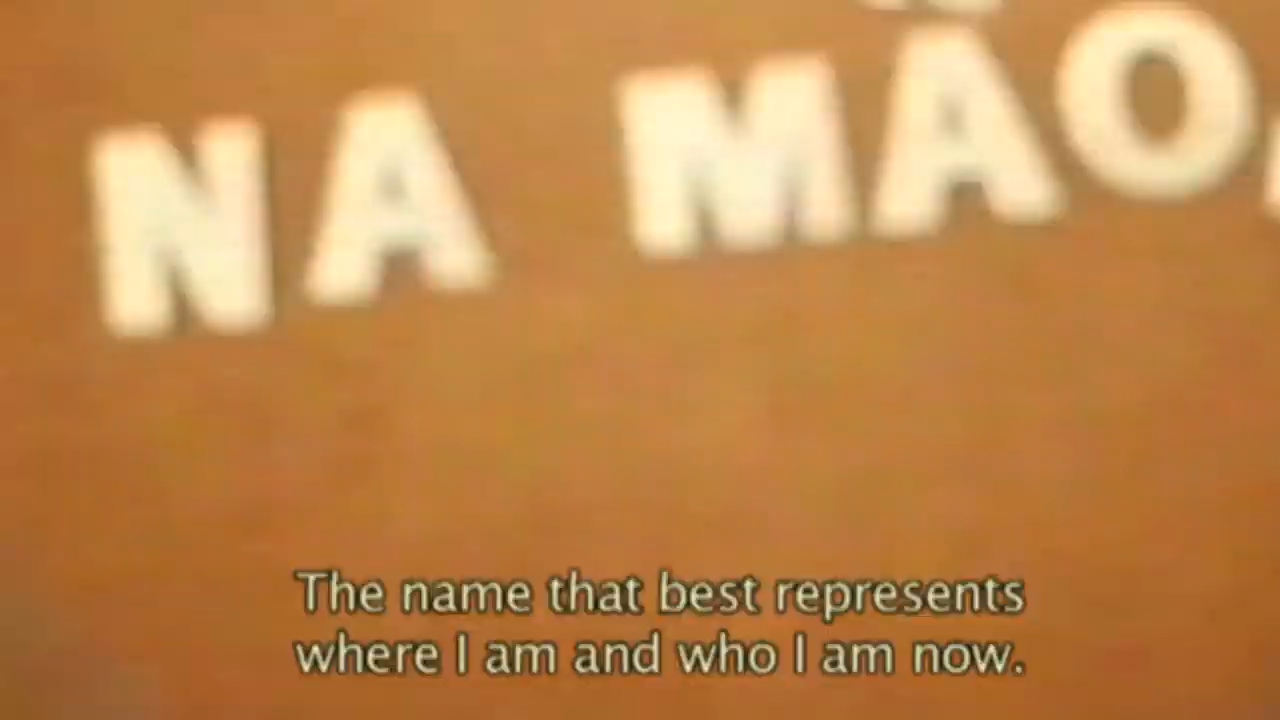 NA MÃO
The name that best represents
where I am and who I am now.